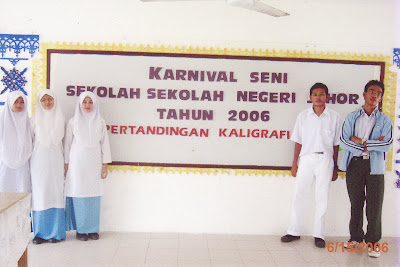 KARNIVAL SENI
SEKOLAH SEKOLAH NEGERI JOHOR
TAHUN 2006
PERTANDINGAN KALIGRAFI